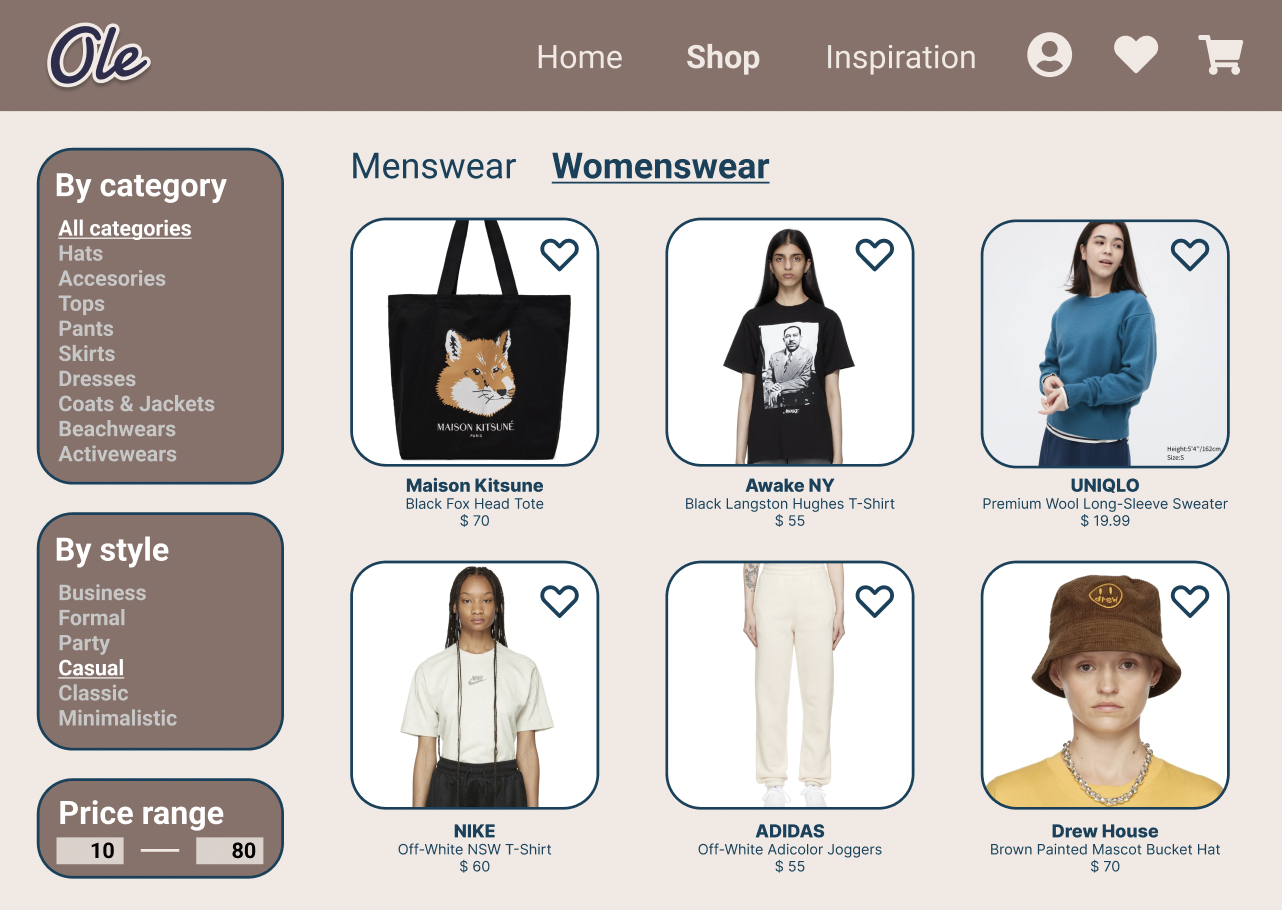 Ole
Home Shop Inspiration
By category
All categories
Hats
Accesories
Tops
Pants
Skirts
Dresses
Coats & Jackets
Beachwears
Activewears
By style
Business
Formal
Party
Casual
Classic
Minimalistic
Price range
10 — 80
Menswear Womenswear
MAISON KITSUNÉ
PARIS
Maison Kitsune
Black Fox Head Tote
$ 70
AWAKE
Awake NY
Black Langston Hughes T-Shirt
$ 55
Height:5'4"/162cm
Size:S
UNIQLO
Premium Wool Long-Sleeve Sweater
$ 19.99
NIKE
NIKE
Off-White NSW T-Shirt
$ 60
ADIDAS
Off-White Adicolor Joggers
$ 55
drew
Drew House
Brown Painted Mascot Bucket Hat
$ 70